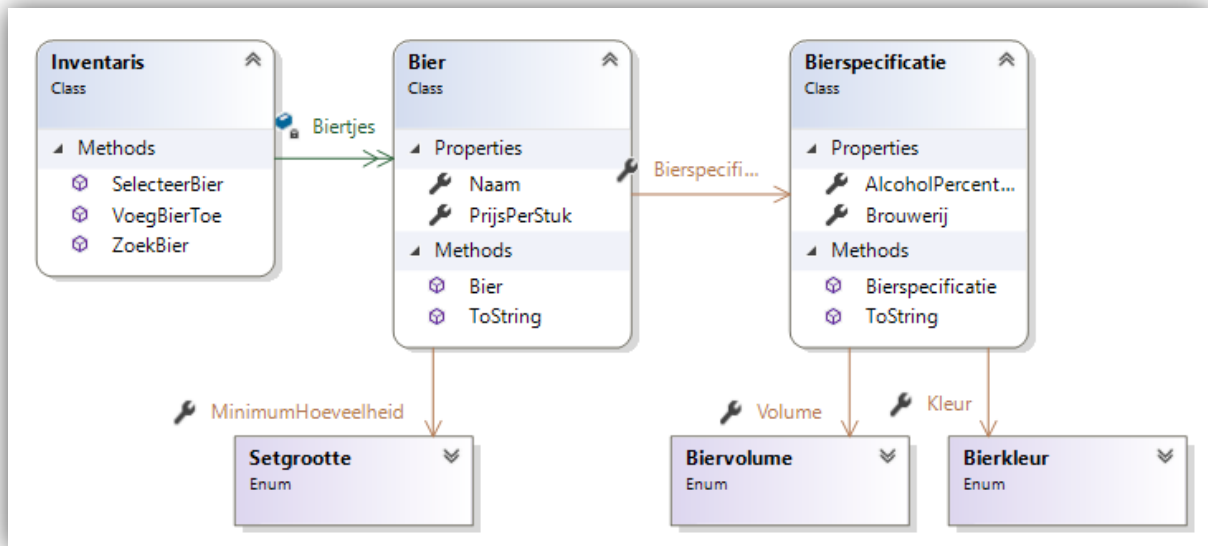 Inventaris
Class
Methods
SelecteerBier
VoegBierToe
ZoekBier
Biertjes
Bier
Class
Properties
Naam
PrijsPerStuk
Methods
Bier
ToString
Bierspecifi...
Bierspecificatie
Class
Properties
AlcoholPercent...
Brouwerij
Methods
Bierspecificatie
ToString
MinimumHoeveelheid
Volume
Kleur
Setgrootte
Enum
Biervolume
Enum
Bierkleur
Enum